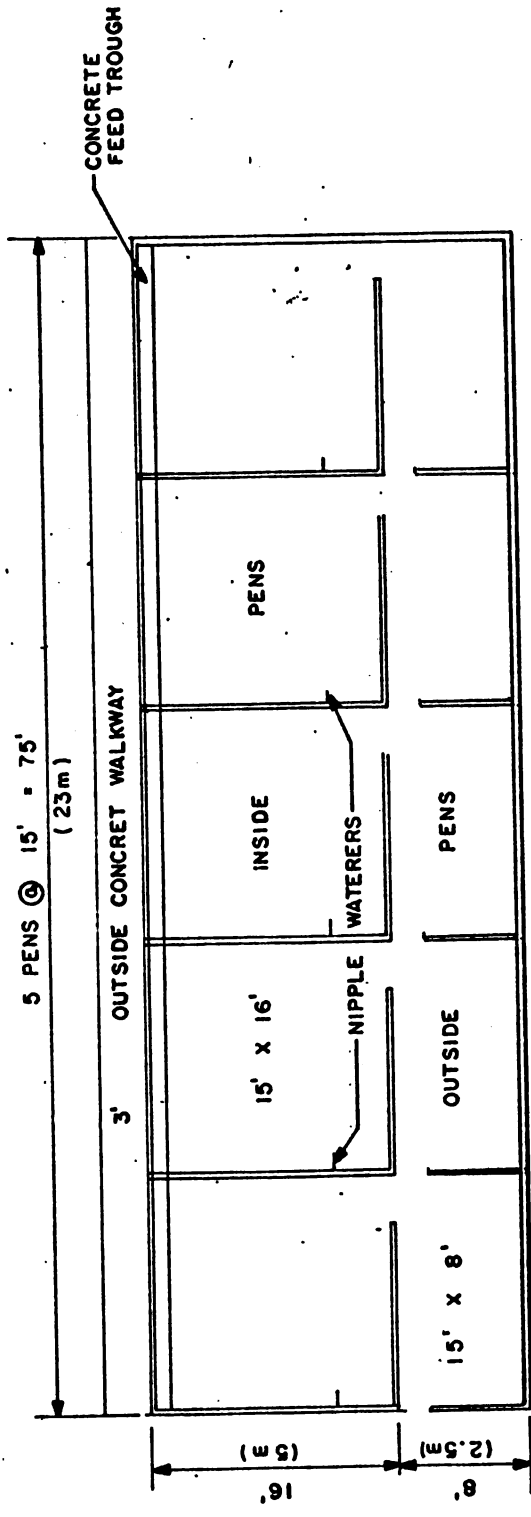 5 PENS @ 15' = 75'
(23m)
CONCRETE
FEED TROUGH
3' OUTSIDE CONCRET WALKWAY
15' X 16'
INSIDE
PENS
NIPPLE WATERERS
15' X 8'
OUTSIDE
PENS
16'
(5m)
8'
(2.5m)